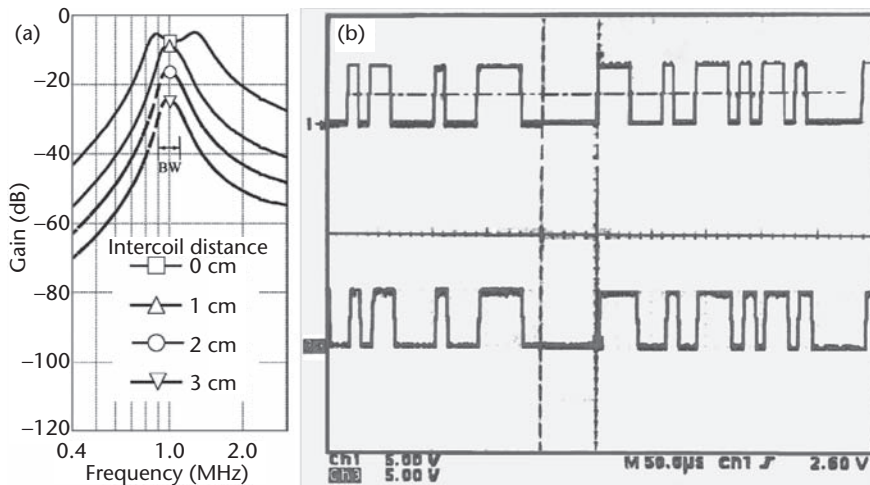 (a)
0
−20
−40
−60
−80
−100
−120
Gain (dB)
BW
Intercoil distance
0 cm
1 cm
2 cm
3 cm
0.4
1.0
2.0
Frequency (MHz)
(b)
1
Ch1 5.00 V
Ch3 5.00 V
M 50.0µs Ch1 2.60 V